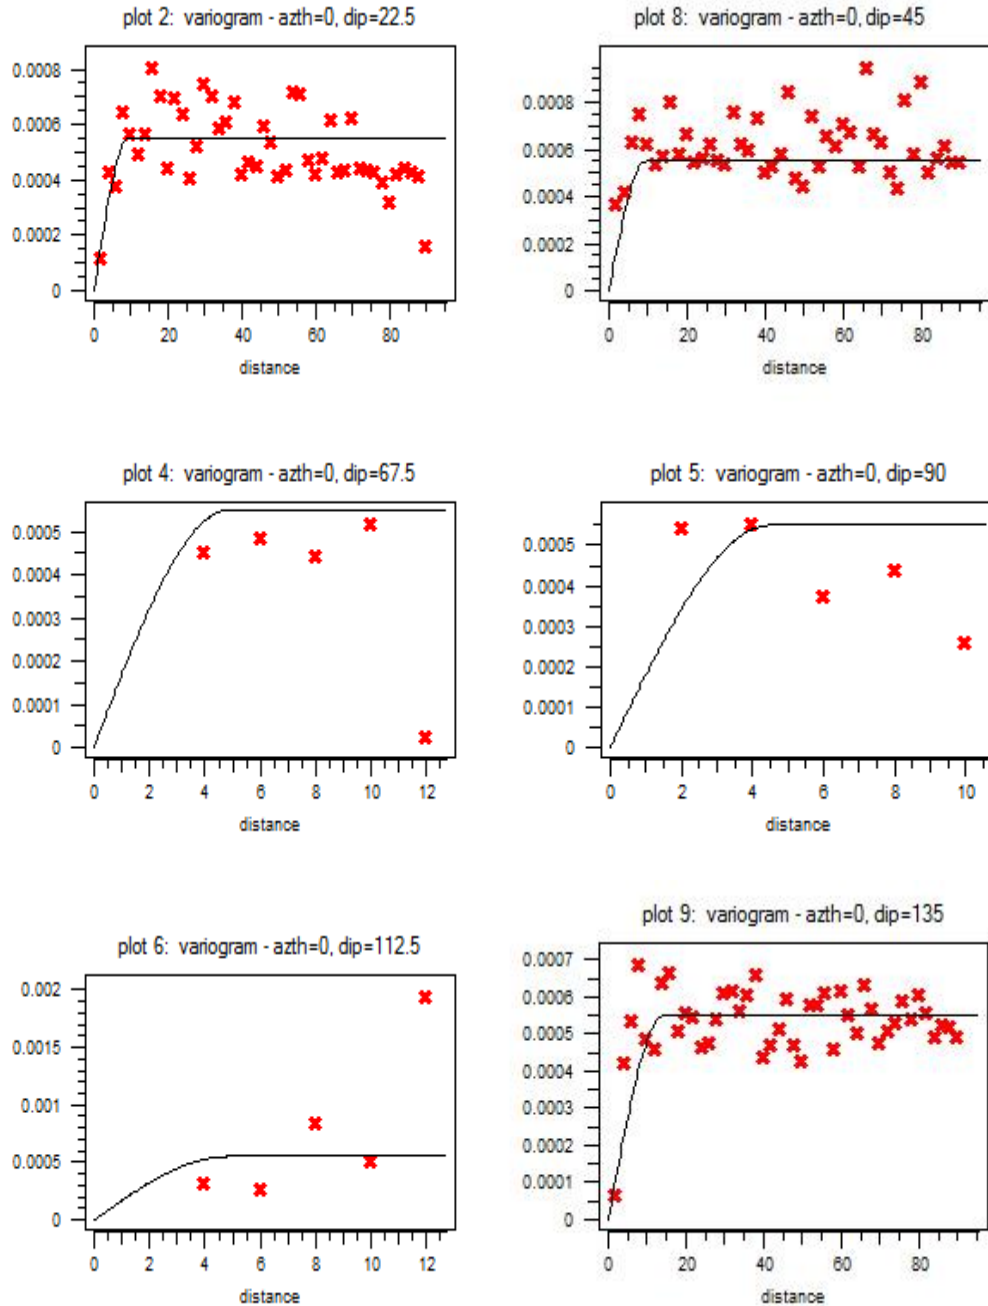 plot 2: variogram - azth=0, dip=22.5
0.0008
0.0006
0.0004
0.0002
0
0 20 40 60 80
distance
plot 8: variogram - azth=0, dip=45
0.0008
0.0006
0.0004
0.0002
0
0 20 40 60 80
distance
plot 4: variogram - azth=0, dip=67.5
0.0005
0.0004
0.0003
0.0002
0.0001
0
0 2 4 6 8 10 12
distance
plot 5: variogram - azth=0, dip=90
0.0005
0.0004
0.0003
0.0002
0.0001
0
0 2 4 6 8 10
distance
plot 6: variogram - azth=0, dip=112.5
0.002
0.0015
0.001
0.0005
0
0 2 4 6 8 10 12
distance
plot 9: variogram - azth=0, dip=135
0.0007
0.0006
0.0005
0.0004
0.0003
0.0002
0.0001
0
0 20 40 60 80
distance